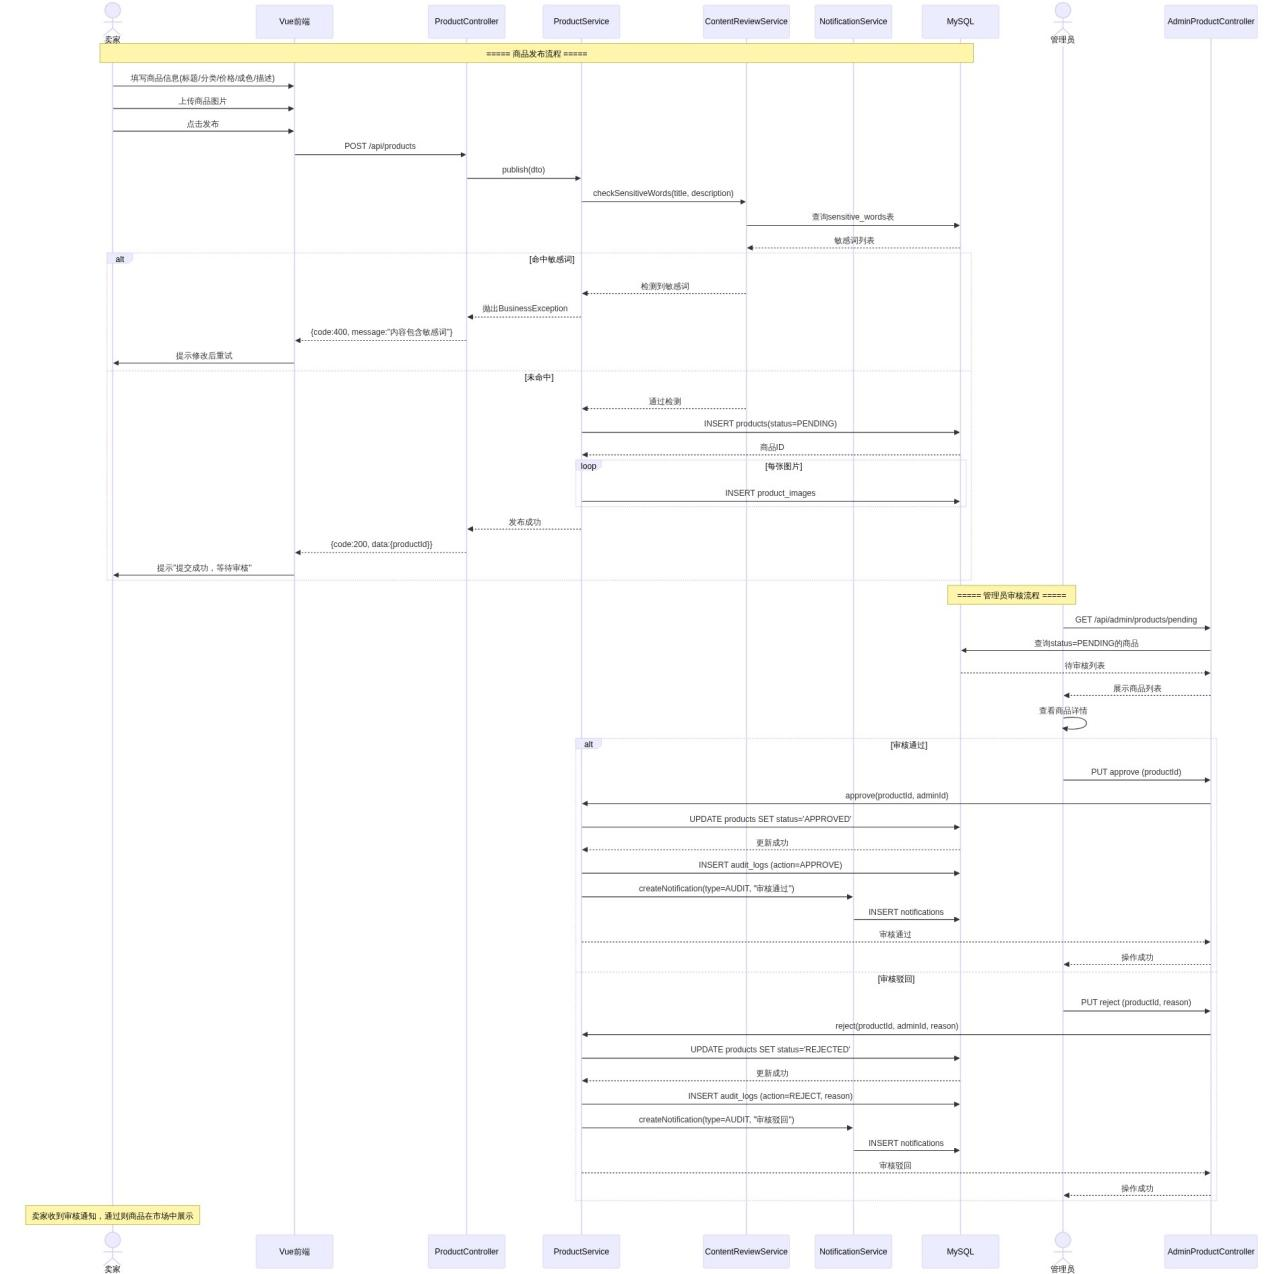 Vue前端
ProductController
ProductService
ContentReviewService
NotificationService
MySQL
AdminProductController
卖家
管理员
===== 商品发布流程 =====
填写商品信息(标题/分类/价格/成色/描述)
上传商品图片
点击发布
POST /api/products
publish(dto)
checkSensitiveWords(title, description)
查询sensitive_words表
敏感词列表
alt
[命中敏感词]
检测到敏感词
抛出BusinessException
{code:400, message:"内容包含敏感词"}
提示修改后重试
[未命中]
通过检测
INSERT products(status=PENDING)
商品ID
loop
[每张图片]
INSERT product_images
发布成功
{code:200, data:{productId}}
提示"提交成功，等待审核"
===== 管理员审核流程 =====
GET /api/admin/products/pending
查询status=PENDING的商品
待审核列表
展示商品列表
查看商品详情
alt
[审核通过]
PUT approve (productId)
approve(productId, adminId)
UPDATE products SET status='APPROVED'
更新成功
INSERT audit_logs (action=APPROVE)
createNotification(type=AUDIT, "审核通过")
INSERT notifications
审核通过
操作成功
[审核驳回]
PUT reject (productId, reason)
reject(productId, adminId, reason)
UPDATE products SET status='REJECTED'
更新成功
INSERT audit_logs (action=REJECT, reason)
createNotification(type=AUDIT, "审核驳回")
INSERT notifications
审核驳回
操作成功
卖家收到审核通知，通过则商品在市场中展示
Vue前端
ProductController
ProductService
ContentReviewService
NotificationService
MySQL
AdminProductController
卖家
管理员